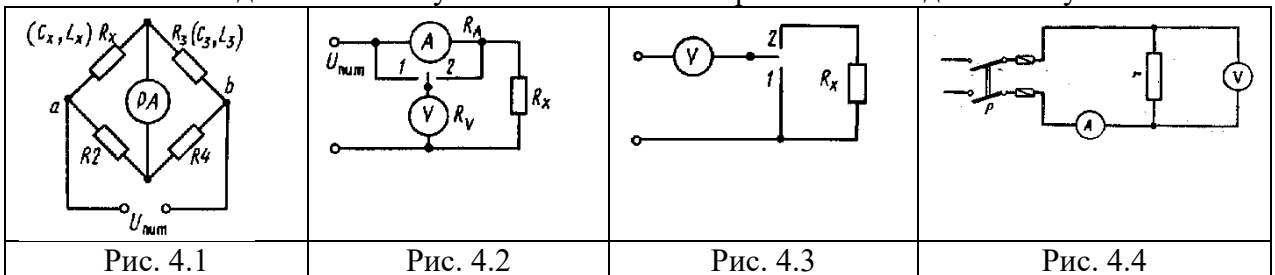 (Cx, Lx) Rx R3(C3, L3)
a b
PA
R2 R4
Uпит
A RA
Uпит 1 2
V RV
Rx
V 2
1
Rx
P
A
r
V
Рис. 4.1 Рис. 4.2 Рис. 4.3 Рис. 4.4